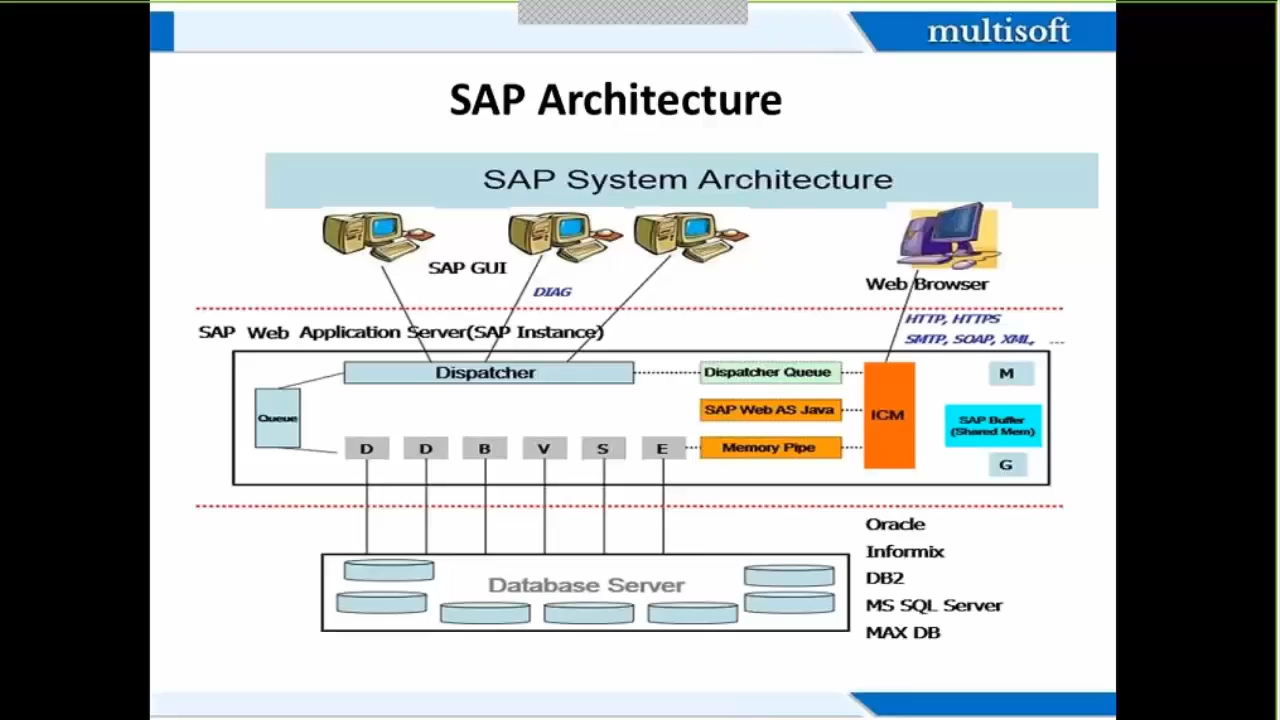 multisoft
SAP Architecture
SAP System Architecture
SAP GUI
DIAG
Web Browser
HTTP, HTTPS
SMTP, SOAP, XML, ...
SAP Web Application Server(SAP Instance)
Dispatcher
Dispatcher Queue
M
Queue
SAP Web AS Java
ICM
SAP Buffer
(Shared Mem)
D D B V S E
Memory Pipe
G
Database Server
Oracle
Informix
DB2
MS SQL Server
MAX DB